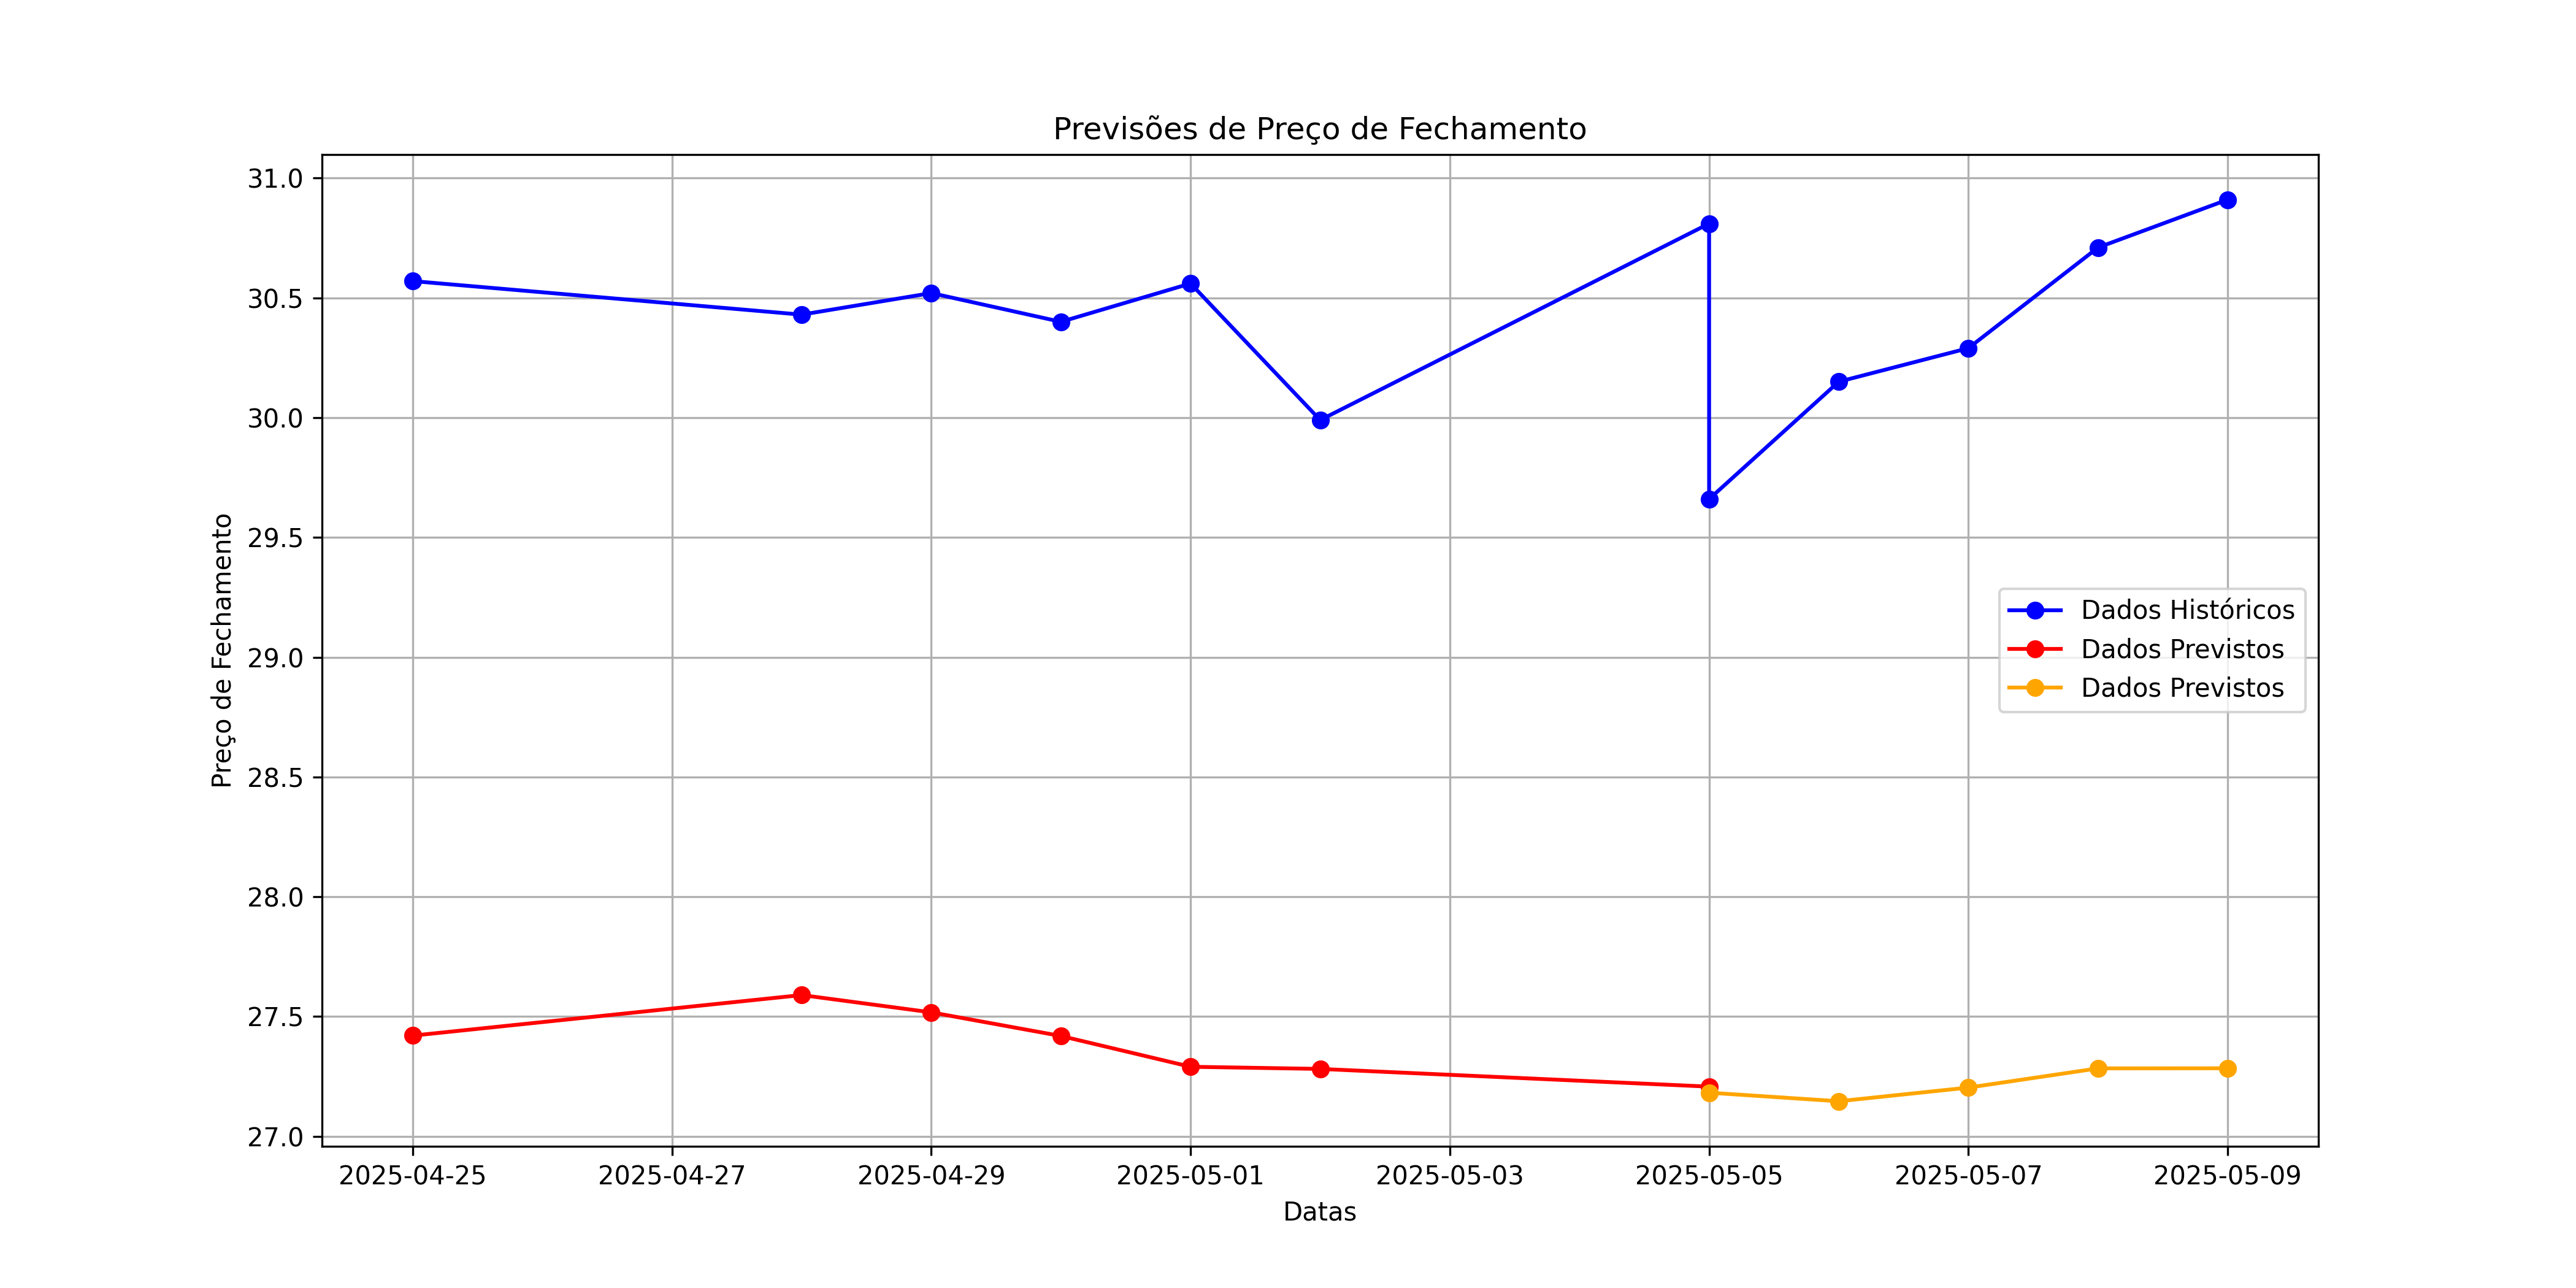 Previsões de Preço de Fechamento
Preço de Fechamento
31.0
30.5
30.0
29.5
29.0
28.5
28.0
27.5
27.0
Dados Históricos
Dados Previstos
Dados Previstos
2025-04-25
2025-04-27
2025-04-29
2025-05-01
2025-05-03
2025-05-05
2025-05-07
2025-05-09
Datas